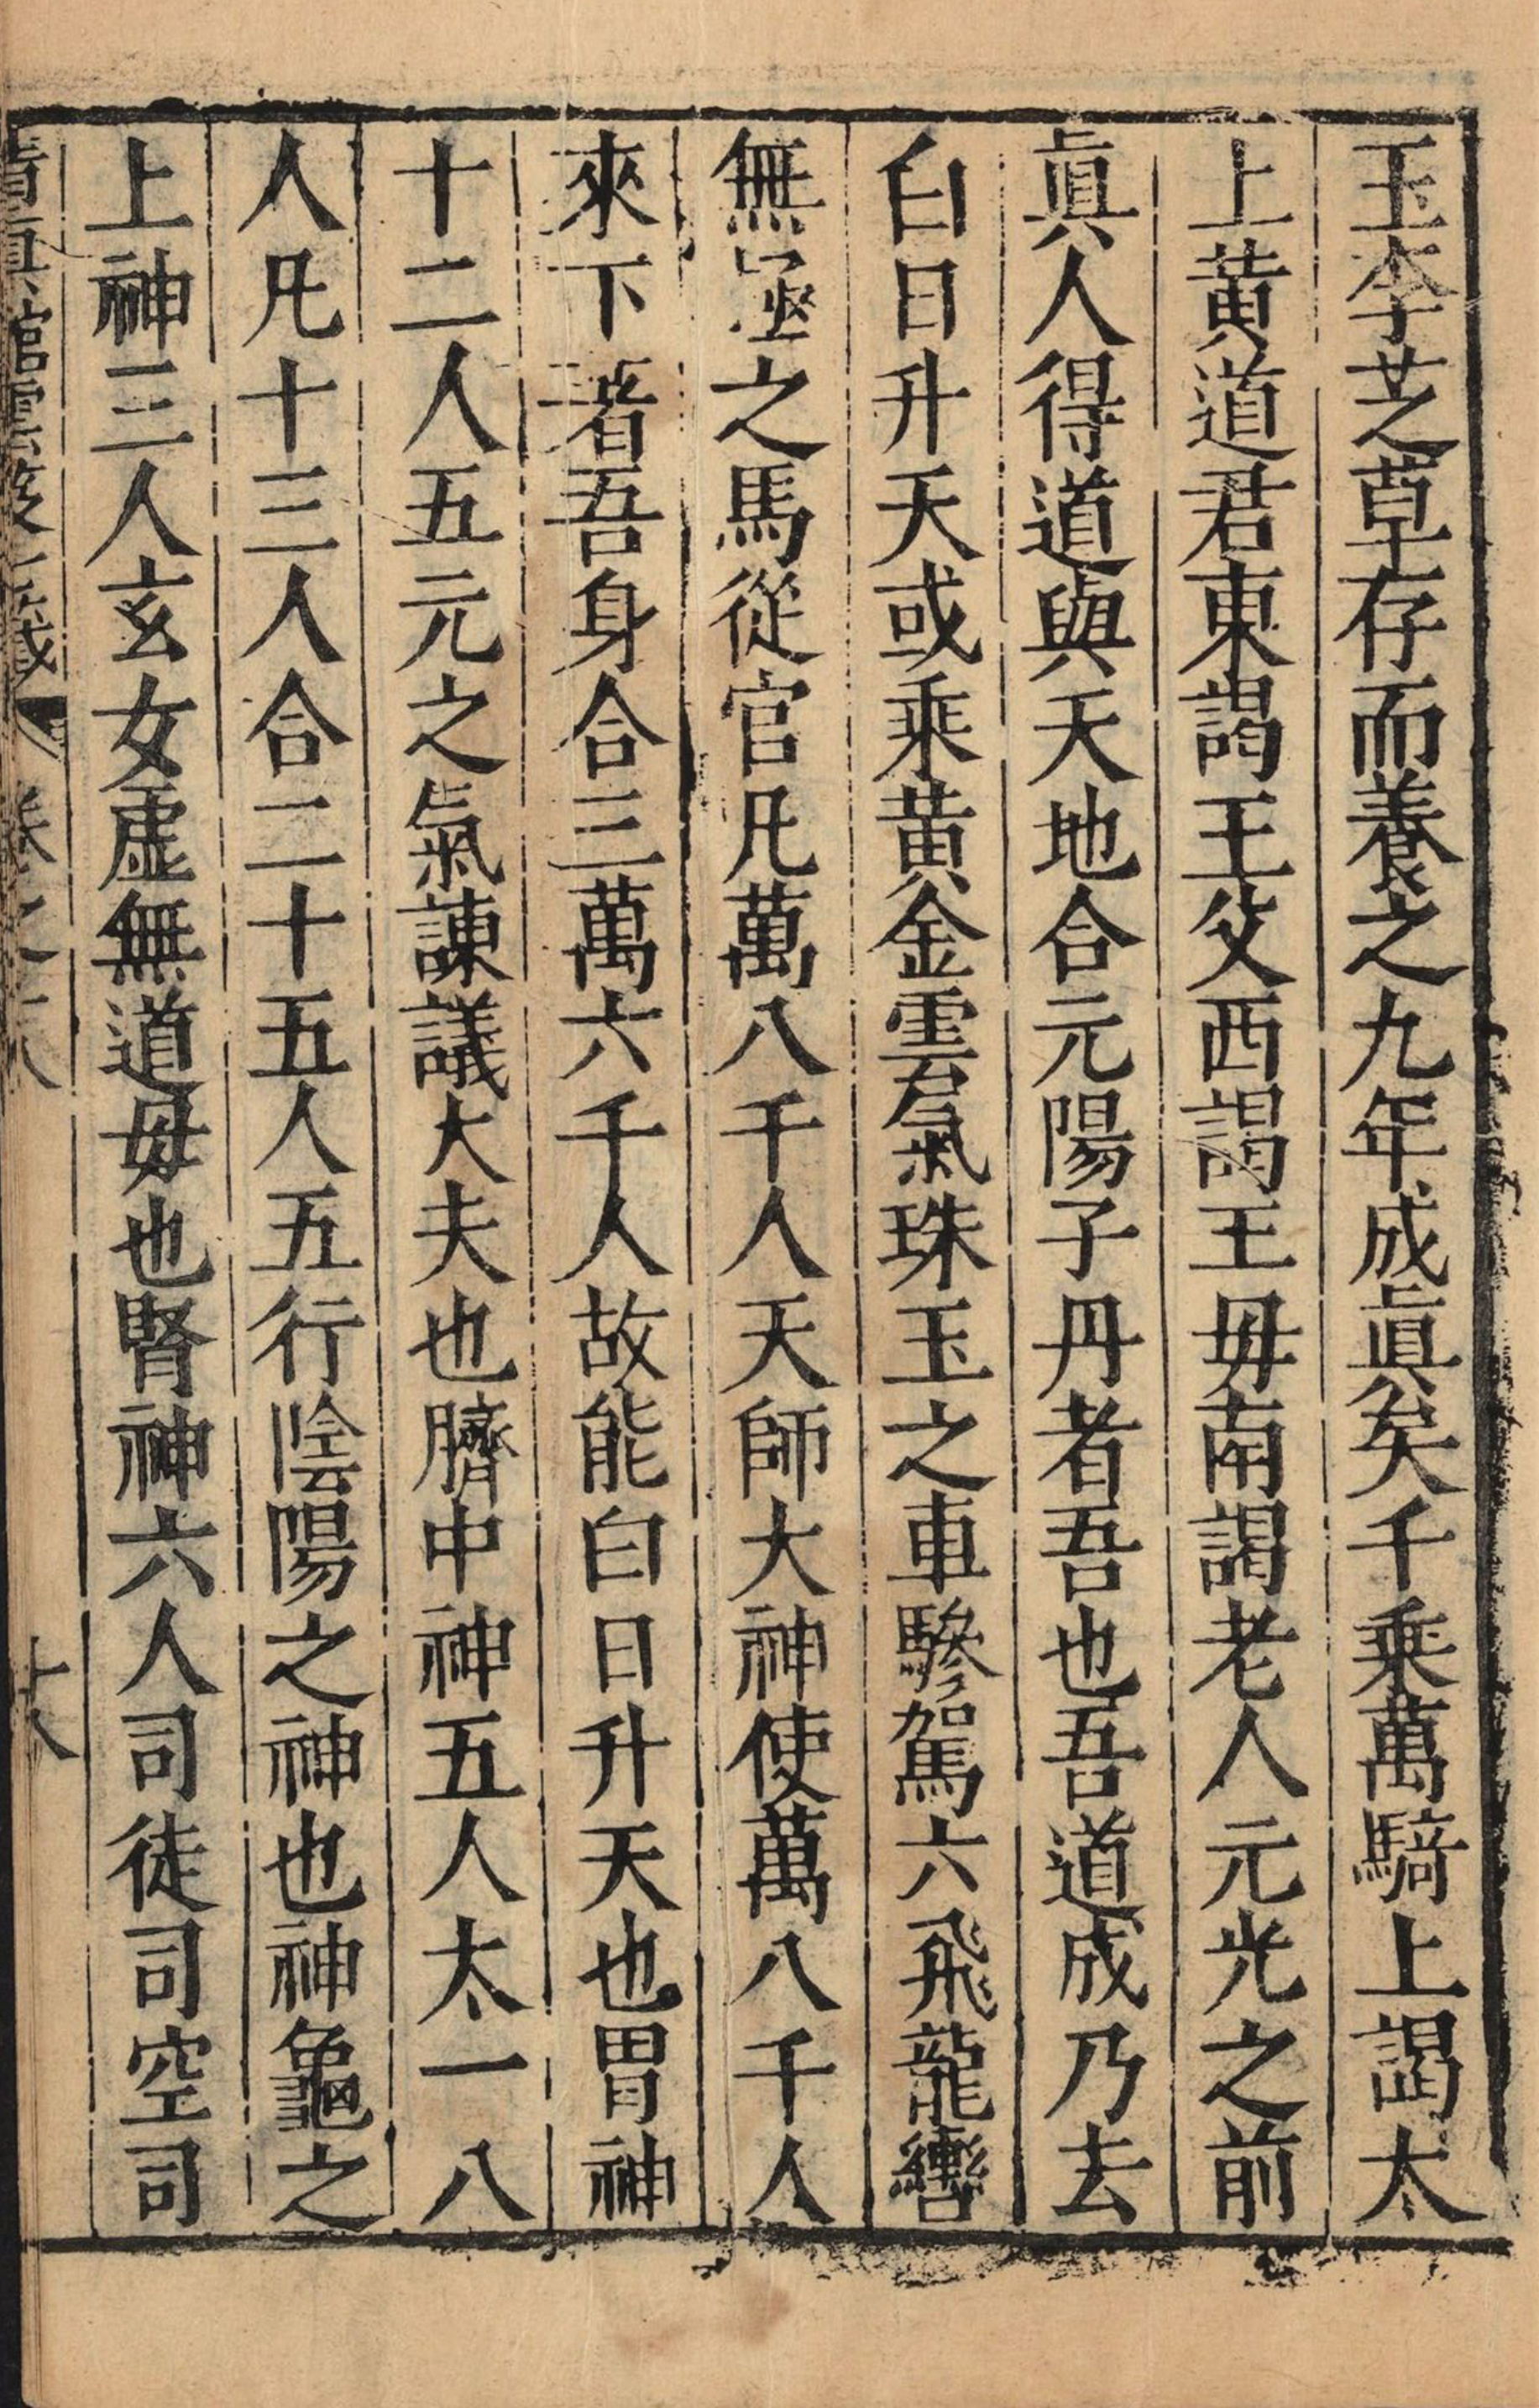 玉李芝草存而養之九年成眞矣千乘萬騎上謁太
上黃道君東謁王父西謁王毋南謁老人元光之前
眞人得道與天地合元陽子丹者吾也吾道成乃去
白日升天或乘黃金雲氣珠玉之車驂駕六飛龍轡
無極之馬從官凡萬八千人天師大神使萬八千人
來下著吾身合三萬六千人故能白日升天也胃神
十二人五元之氣諫議大夫也臍中神五人太一八
人凡十三人合二十五人五行陰陽之神也神龜之
上神三人玄女虛無道毋也腎神六人司徒司空司
清眞館雲笈七籤 卷之十八 十八